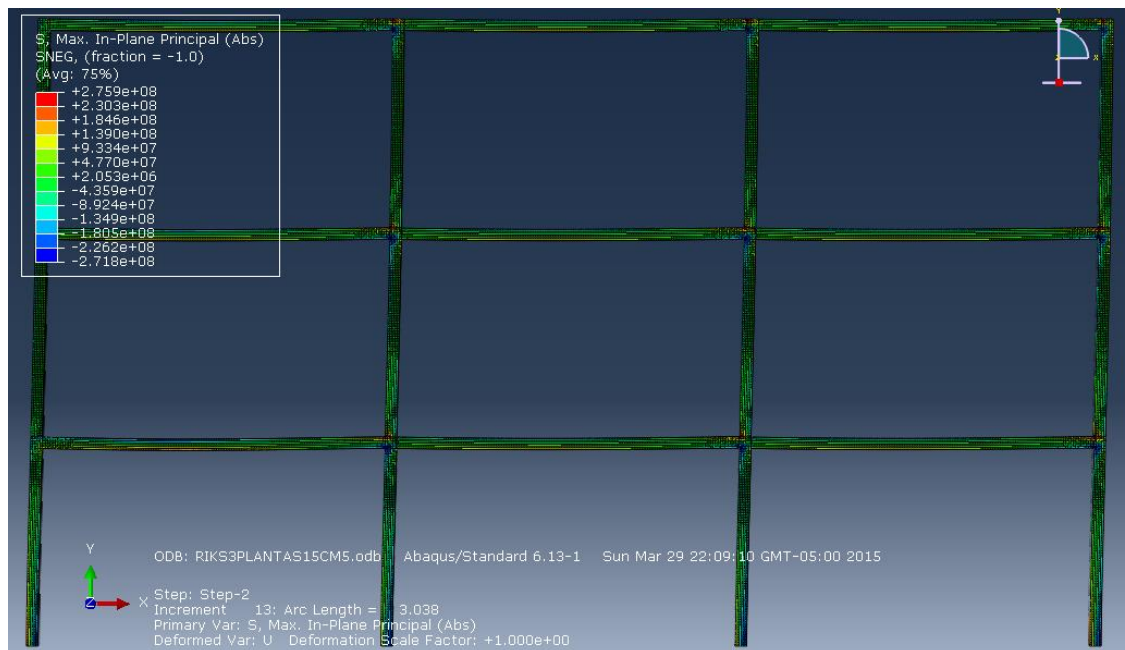 S, Max. In-Plane Principal (Abs)
SNEG, (fraction = -1.0)
(Avg: 75%)
+2.759e+08
+2.303e+08
+1.846e+08
+1.390e+08
+9.334e+07
+4.770e+07
+2.053e+06
-4.359e+07
-8.924e+07
-1.349e+08
-1.805e+08
-2.262e+08
-2.718e+08
Y
Z X
Y
Z X
ODB: RIKS3PLANTAS15CM5.odb Abaqus/Standard 6.13-1 Sun Mar 29 22:09:10 GMT-05:00 2015
Step: Step-2
Increment 13: Arc Length = 3.038
Primary Var: S, Max. In-Plane Principal (Abs)
Deformed Var: U Deformation Scale Factor: +1.000e+00